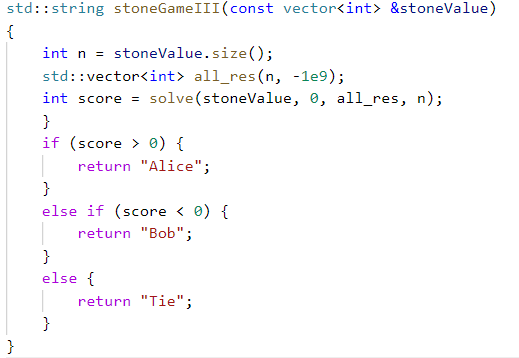 std::string stoneGameIII(const vector<int> &stoneValue)
{
    int n = stoneValue.size();
    std::vector<int> all_res(n, -1e9);
    int score = solve(stoneValue, 0, all_res, n);
    }
    if (score > 0) {
        return "Alice";
    }
    else if (score < 0) {
        return "Bob";
    }
    else {
        return "Tie";
    }
}